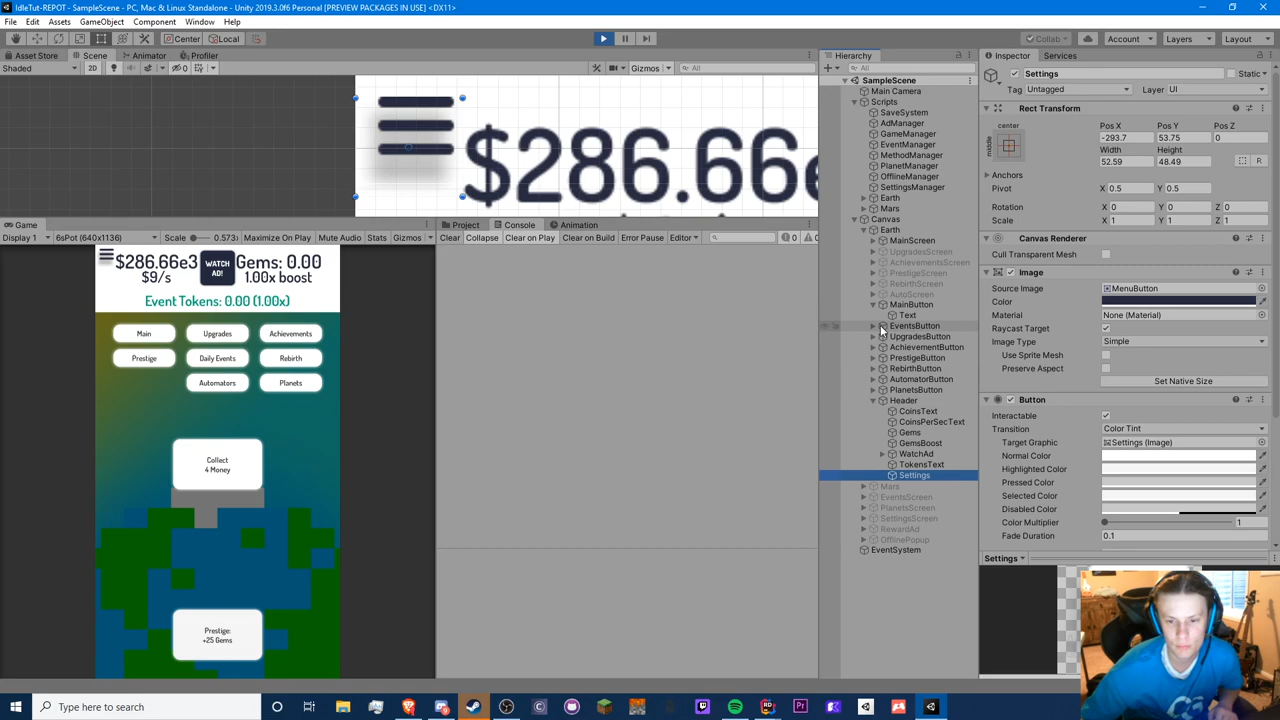 IdleTut-REPOT - SampleScene - PC, Mac & Linux Standalone - Unity 2019.3.0f6 Personal [PREVIEW PACKAGES IN USE] <DX11>
File Edit Assets GameObject Component Window Help
Center Local Collab Account Layers Layout
Asset Store Scene Animator Profiler
Shaded 2D 0 Gizmos All
$286.66e
Game
Display 1 6Spot (640x1136) Scale 0.573 Maximize On Play Mute Audio Stats Gizmos
$286.66e3
$9/s
WATCH
AD!
Gems: 0.00
1.00x boost
Event Tokens: 0.00 (1.00x)
Main Upgrades Achievements
Prestige Daily Events Rebirth
Automators Planets
Collect
4 Money
Prestige:
+25 Gems
Project Console Animation
Clear Collapse Clear on Play Clear on Build Error Pause Editor 0
Hierarchy
All
SampleScene
Main Camera
Scripts
SaveSystem
AdManager
GameManager
EventManager
MethodManager
PlanetManager
OfflineManager
SettingsManager
Earth
Mars
Canvas
Earth
MainScreen
UpgradesScreen
AchievementsScreen
PrestigeScreen
RebirthScreen
AutoScreen
MainButton
Text
EventsButton
UpgradesButton
AchievementButton
PrestigeButton
RebirthButton
AutomatorButton
PlanetsButton
Header
CoinsText
CoinsPerSecText
Gems
GemsBoost
WatchAd
TokensText
Settings
Mars
EventsScreen
PlanetsScreen
SettingsScreen
RewardAd
OfflinePopup
EventSystem
Inspector Services
Settings Static
Tag Untagged Layer UI
Rect Transform
center
middle
Pos X Pos Y Pos Z
-293.7 53.75 0
Width Height
52.59 48.49 R
Anchors
Pivot X 0.5 Y 0.5
Rotation X 0 Y 0 Z 0
Scale X 1 Y 1 Z 1
Canvas Renderer
Cull Transparent Mesh
Image
Source Image MenuButton
Color
Material None (Material)
Raycast Target
Image Type Simple
Use Sprite Mesh
Preserve Aspect
Set Native Size
Button
Interactable
Transition Color Tint
Target Graphic Settings (Image)
Normal Color
Highlighted Color
Pressed Color
Selected Color
Disabled Color
Color Multiplier 1
Fade Duration 0.1
Settings
Type here to search